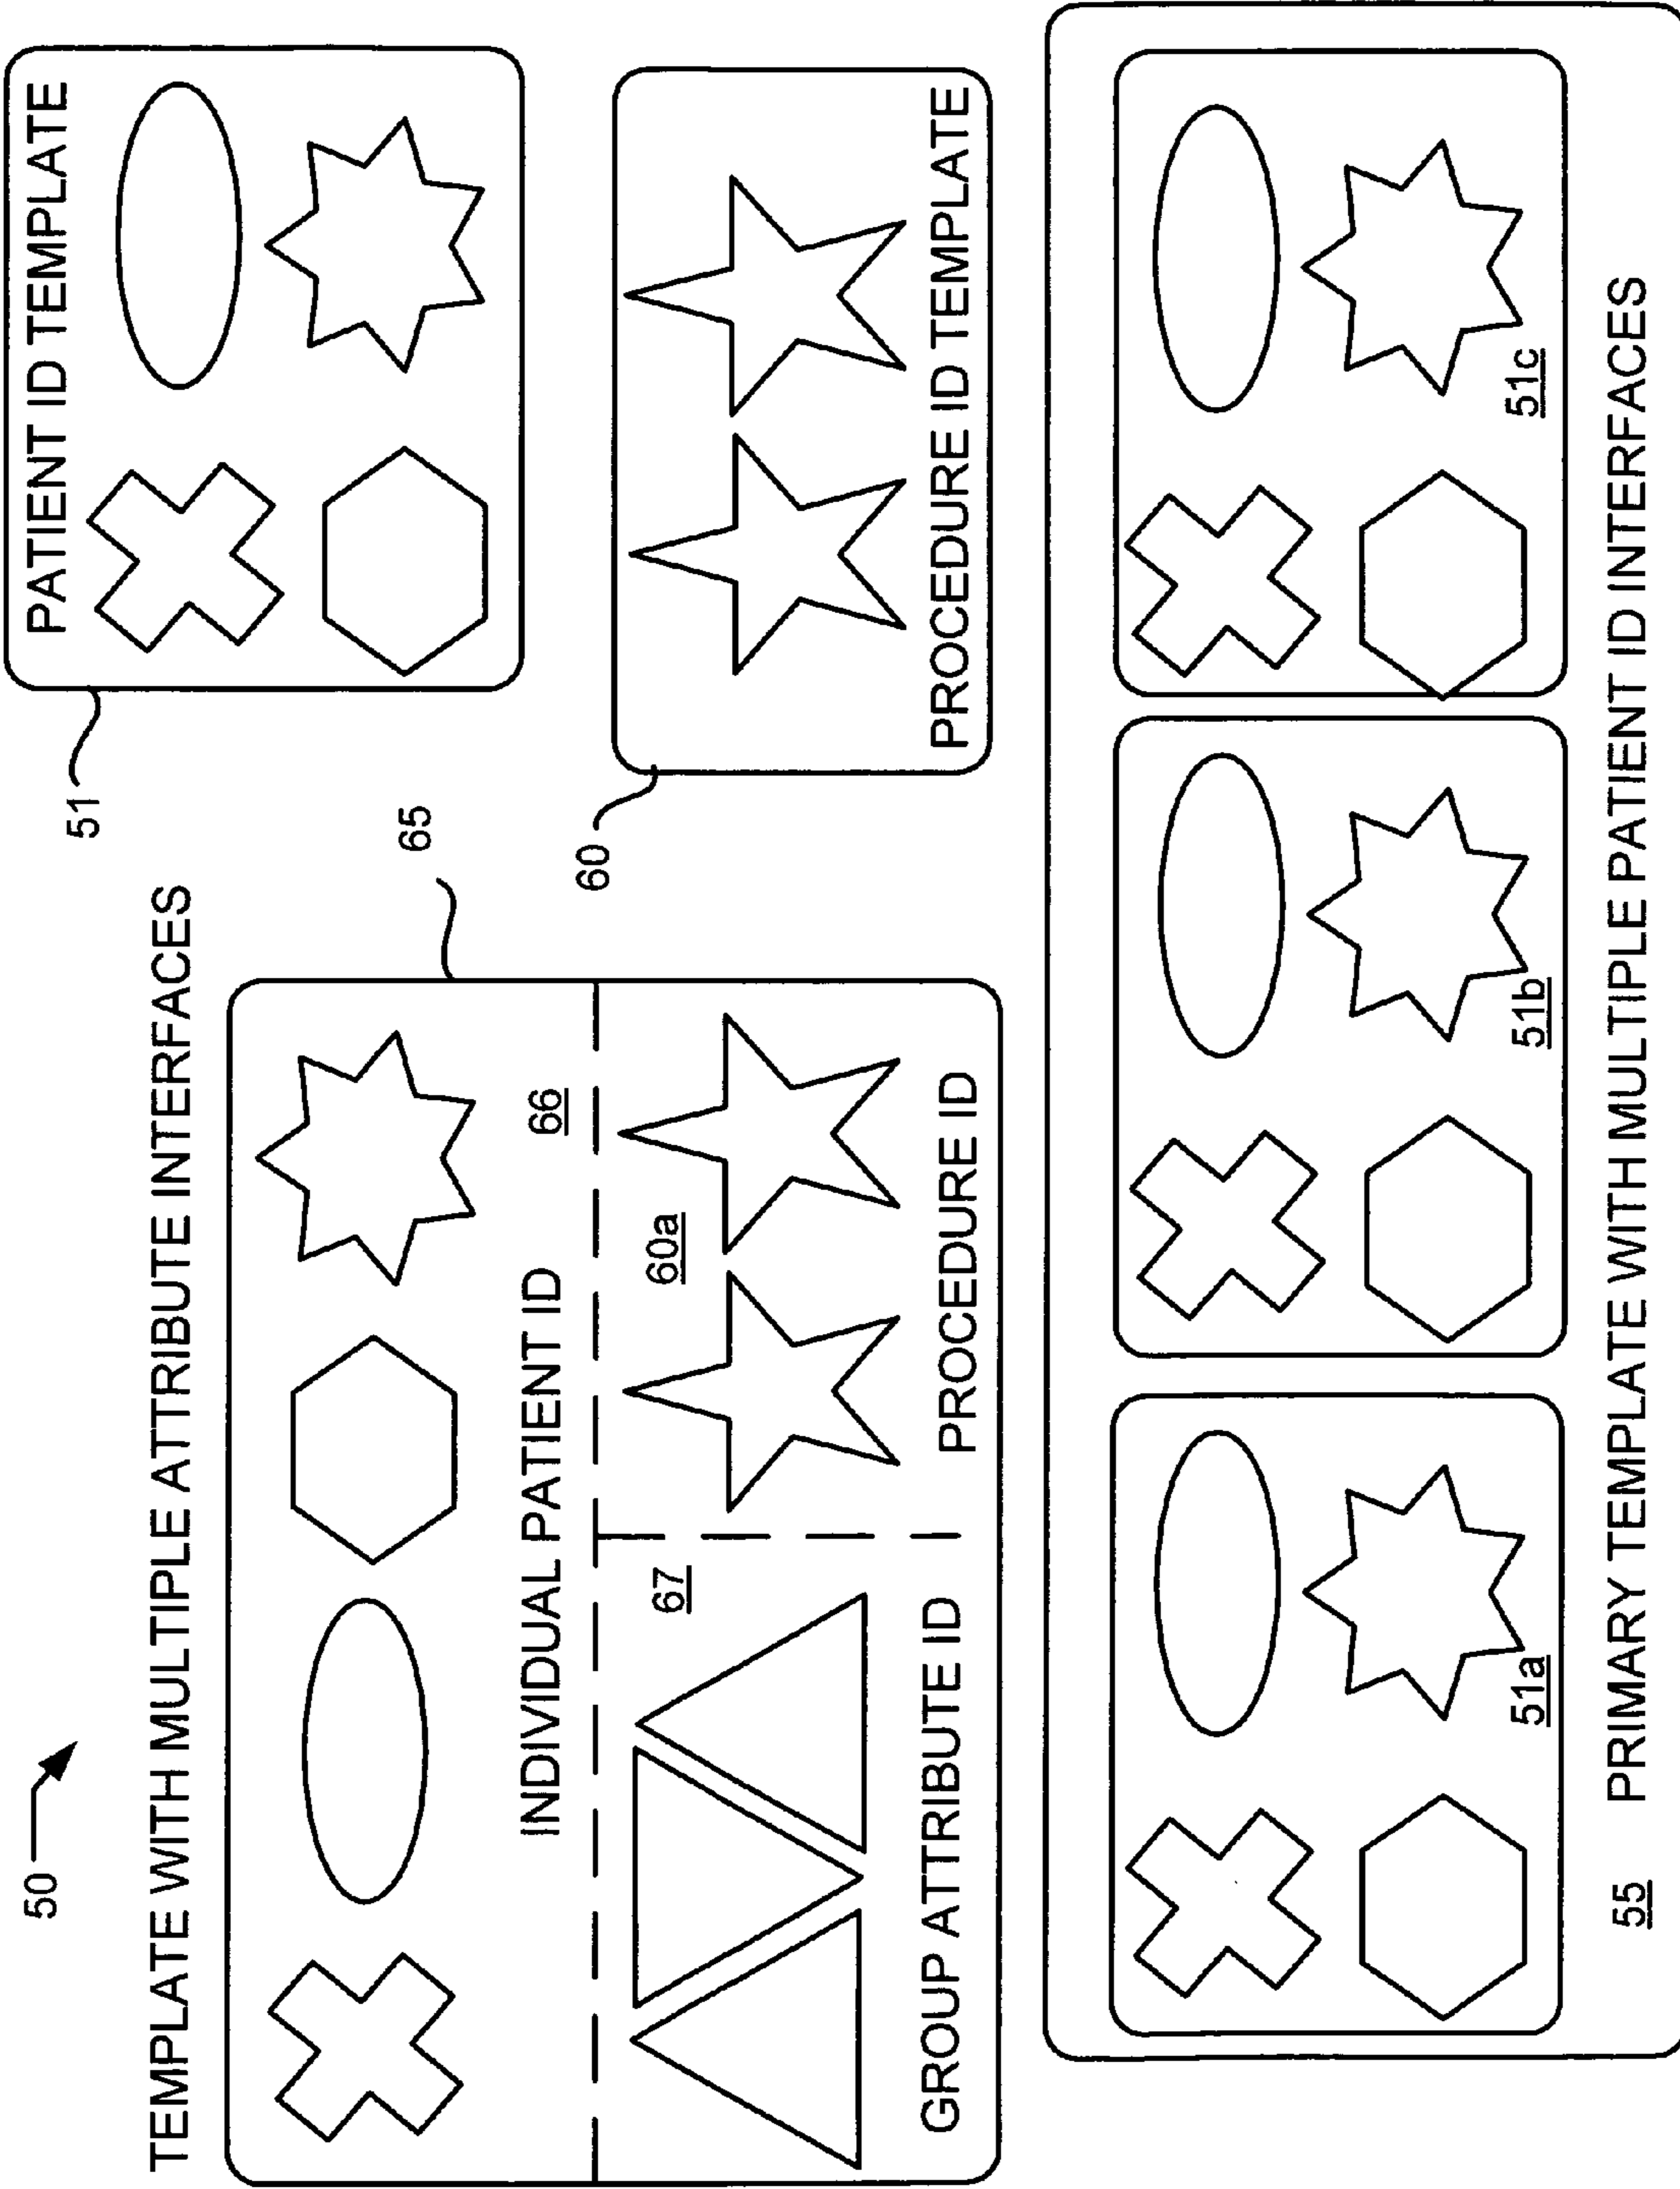 50
TEMPLATE WITH MULTIPLE ATTRIBUTE INTERFACES
65
INDIVIDUAL PATIENT ID
66
67
GROUP ATTRIBUTE ID
60a
PROCEDURE ID
51
PATIENT ID TEMPLATE
60
PROCEDURE ID TEMPLATE
51a
51b
51c
55 PRIMARY TEMPLATE WITH MULTIPLE PATIENT ID INTERFACES